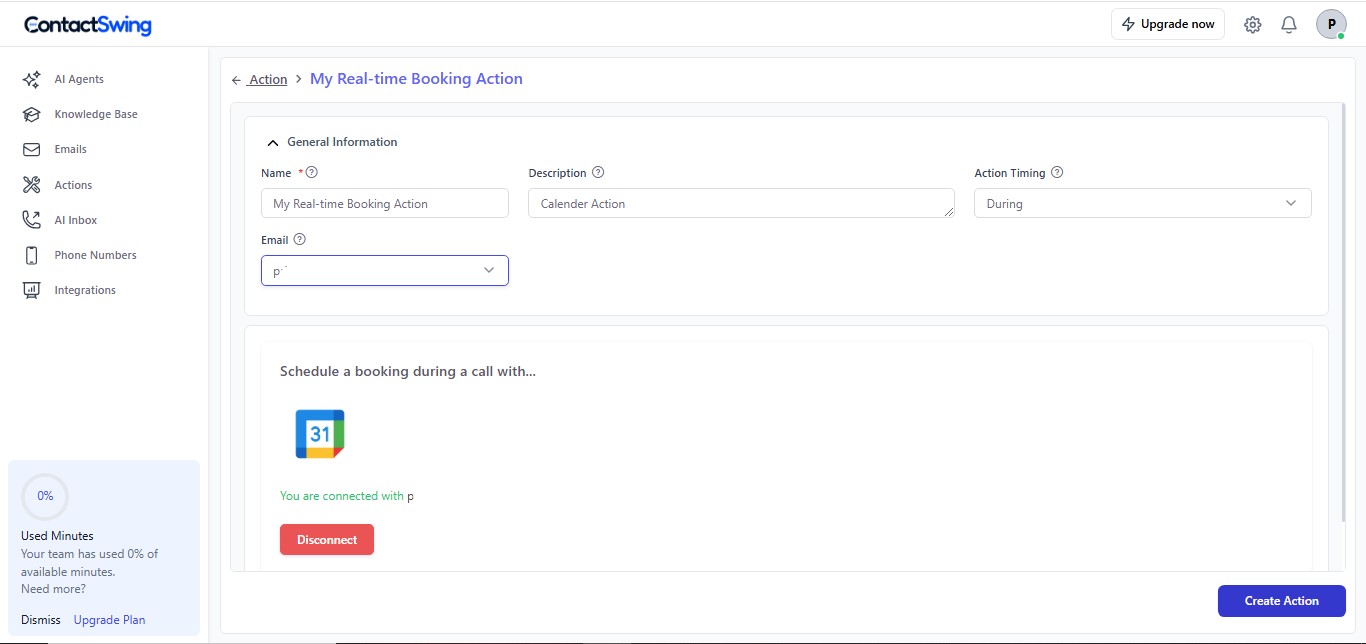 ContactSwing
Upgrade now
P
AI Agents
Knowledge Base
Emails
Actions
AI Inbox
Phone Numbers
Integrations
0%
Used Minutes
Your team has used 0% of
available minutes.
Need more?
Dismiss Upgrade Plan
Action > My Real-time Booking Action
General Information
Name * Description Action Timing
My Real-time Booking Action Calender Action During
Email
p
Schedule a booking during a call with...
31
You are connected with p
Disconnect
Create Action